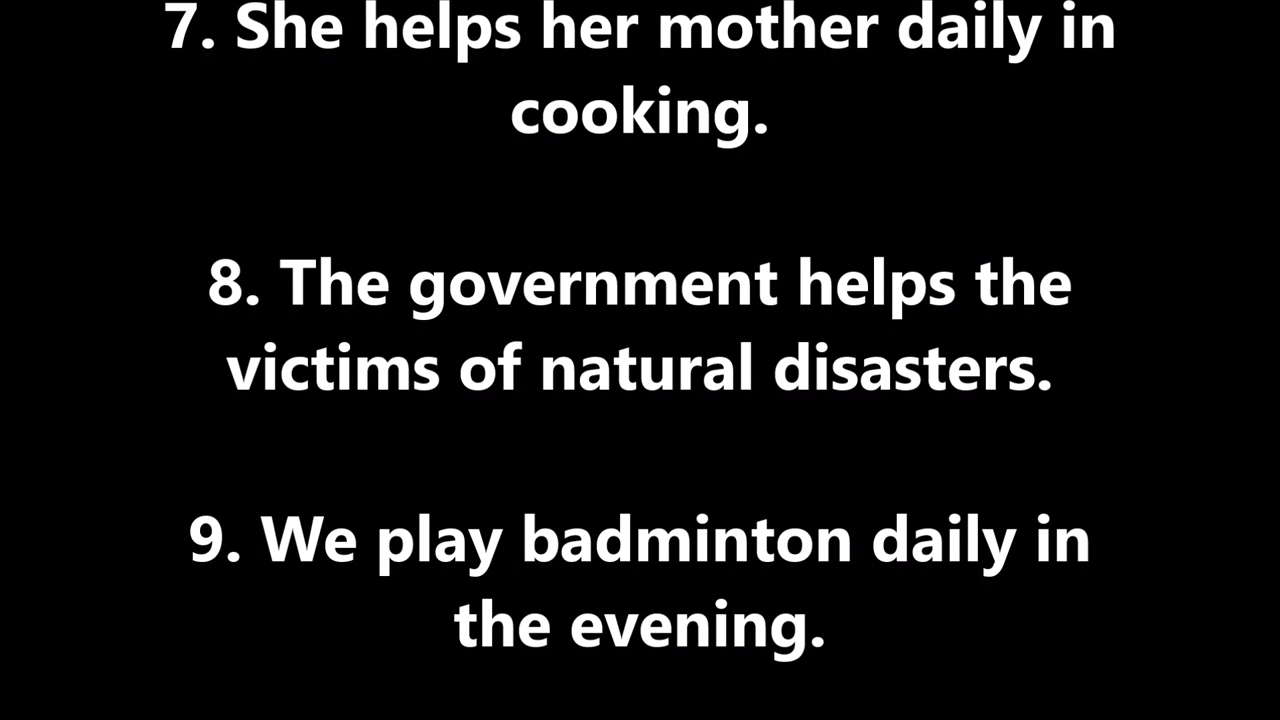 7. She helps her mother daily in
cooking.
8. The government helps the
victims of natural disasters.
9. We play badminton daily in
the evening.